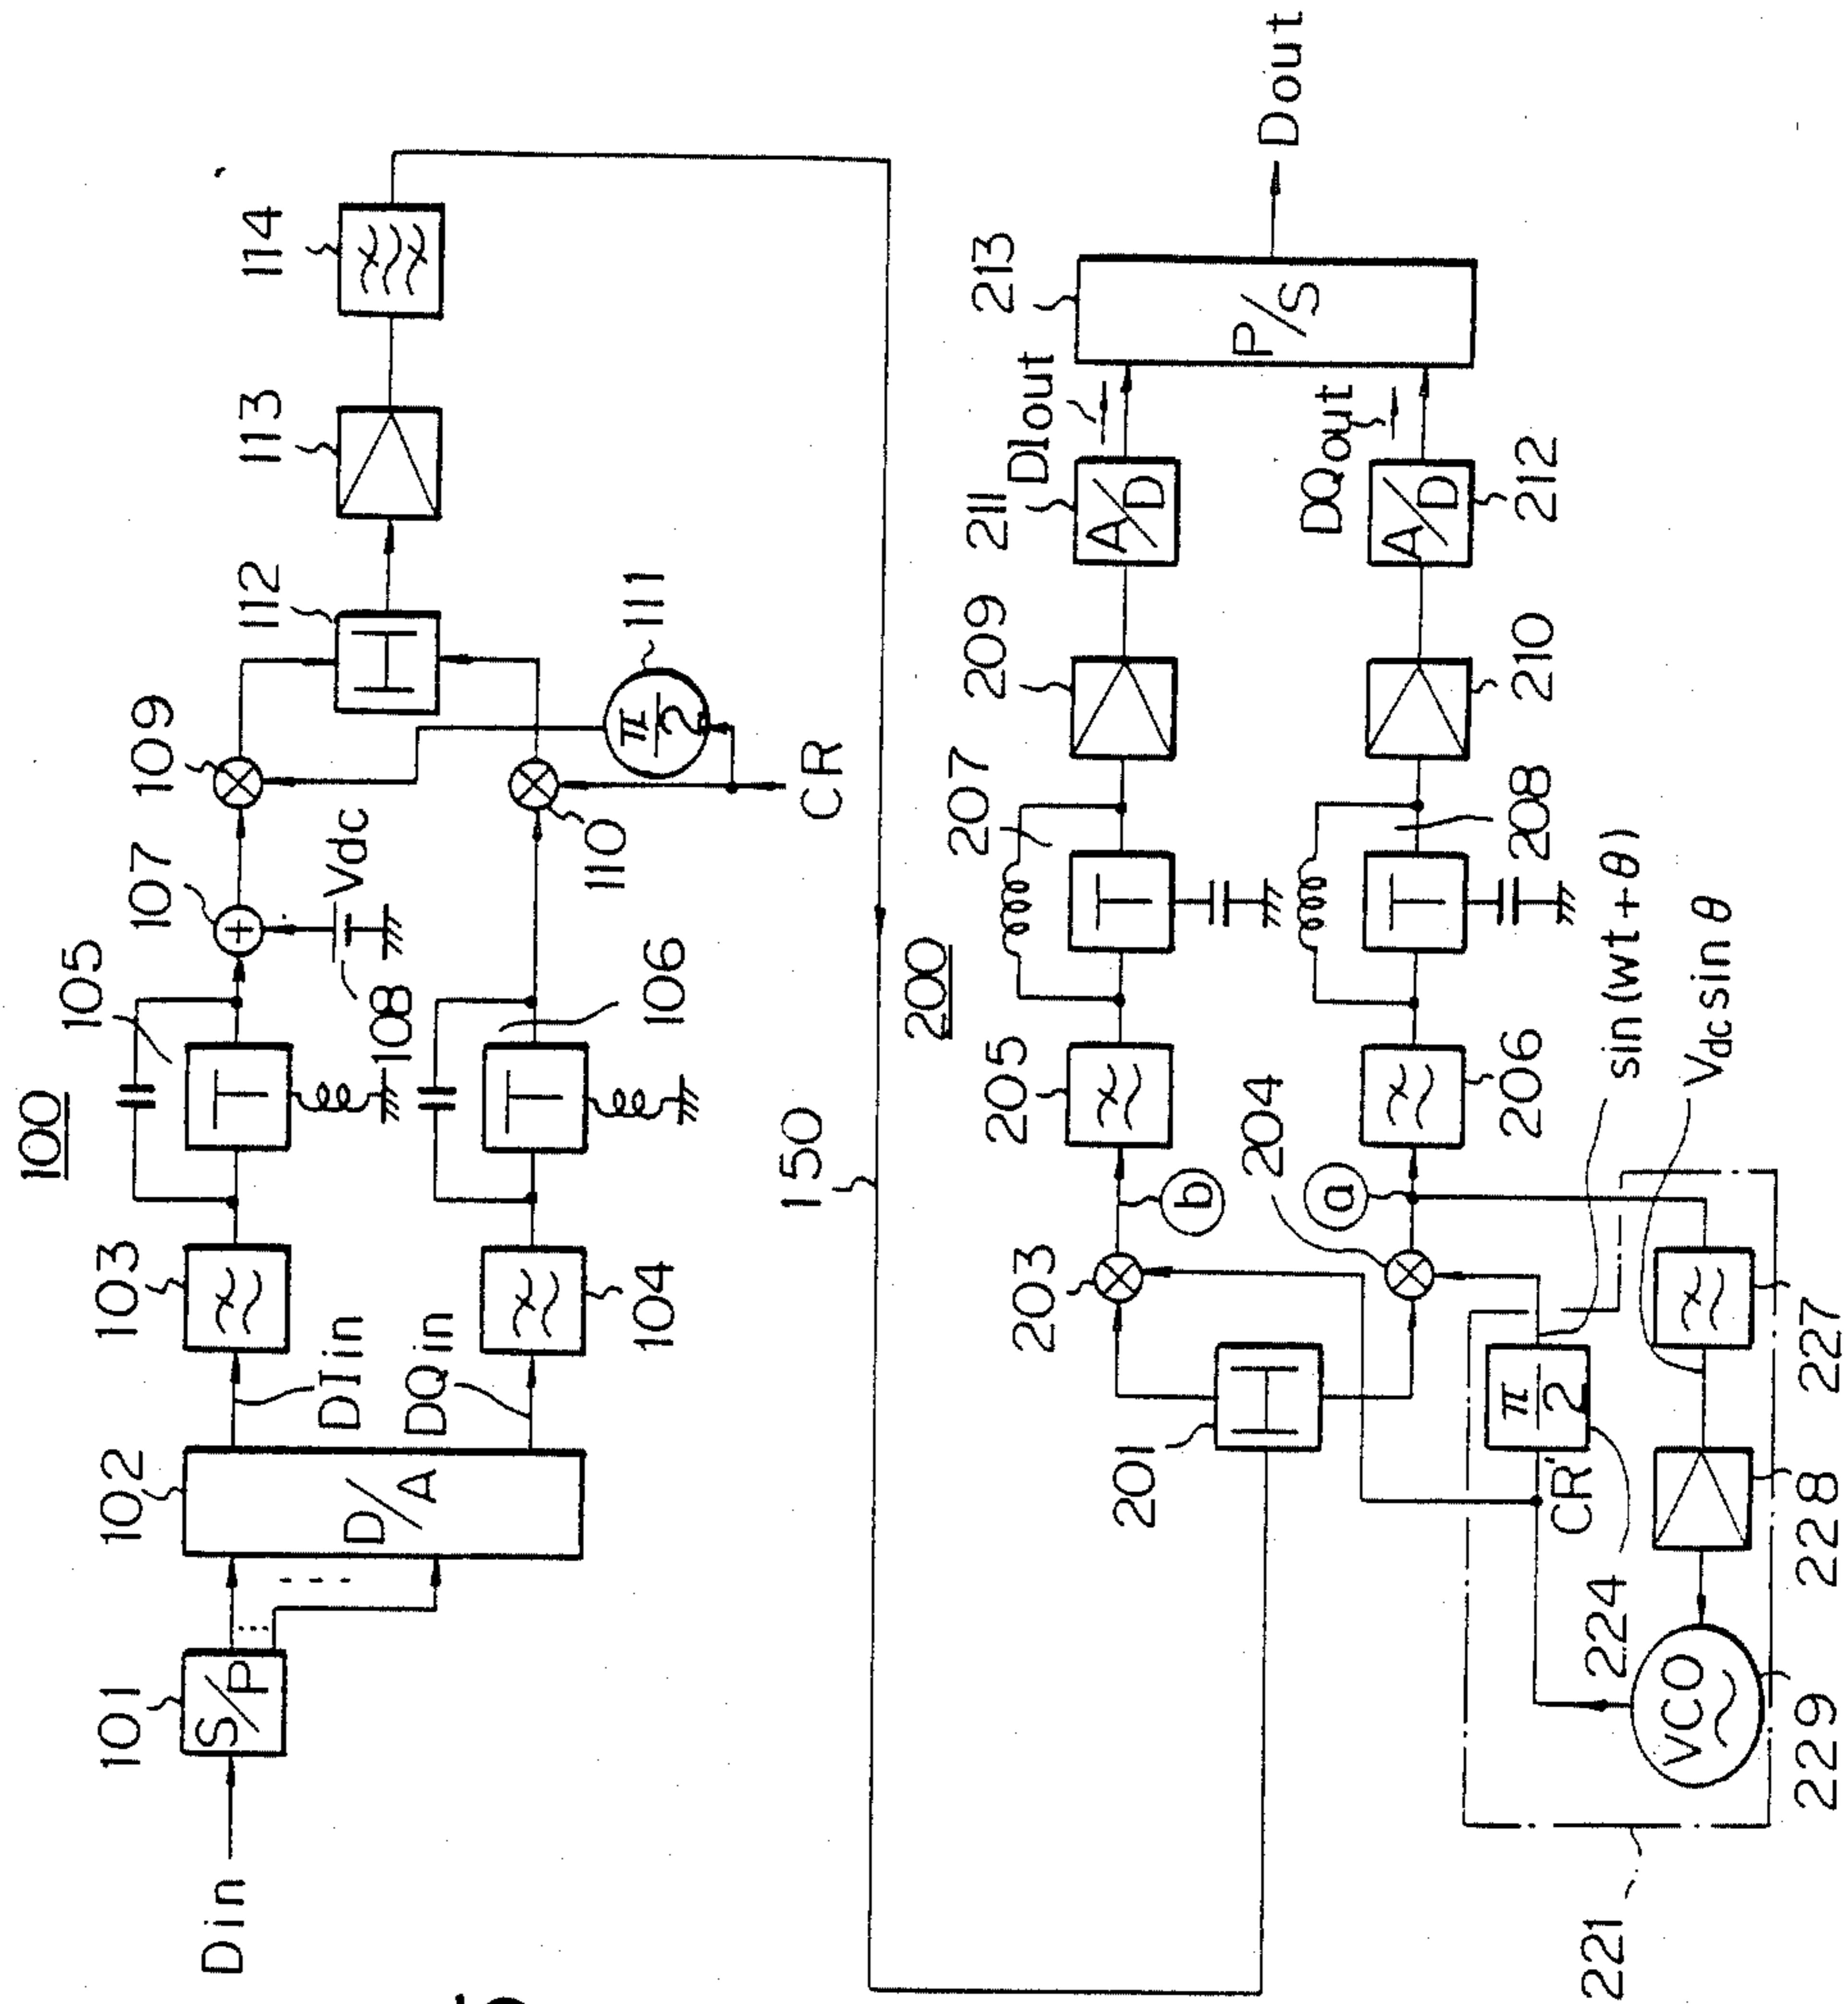 100
Din
101
S/P
102
D/A
DIin
DQin
103
104
105
106
107
108
Vdc
109
110
111
π/2
CR
112
113
114
150
200
201
203
204
b
a
205
206
207
208
209
210
211
A/D
212
A/D
DIout
DQout
213
P/S
Dout
221
224
π/2
CR'
sin(wt+θ)
Vdc sin θ
227
228
229
VCO